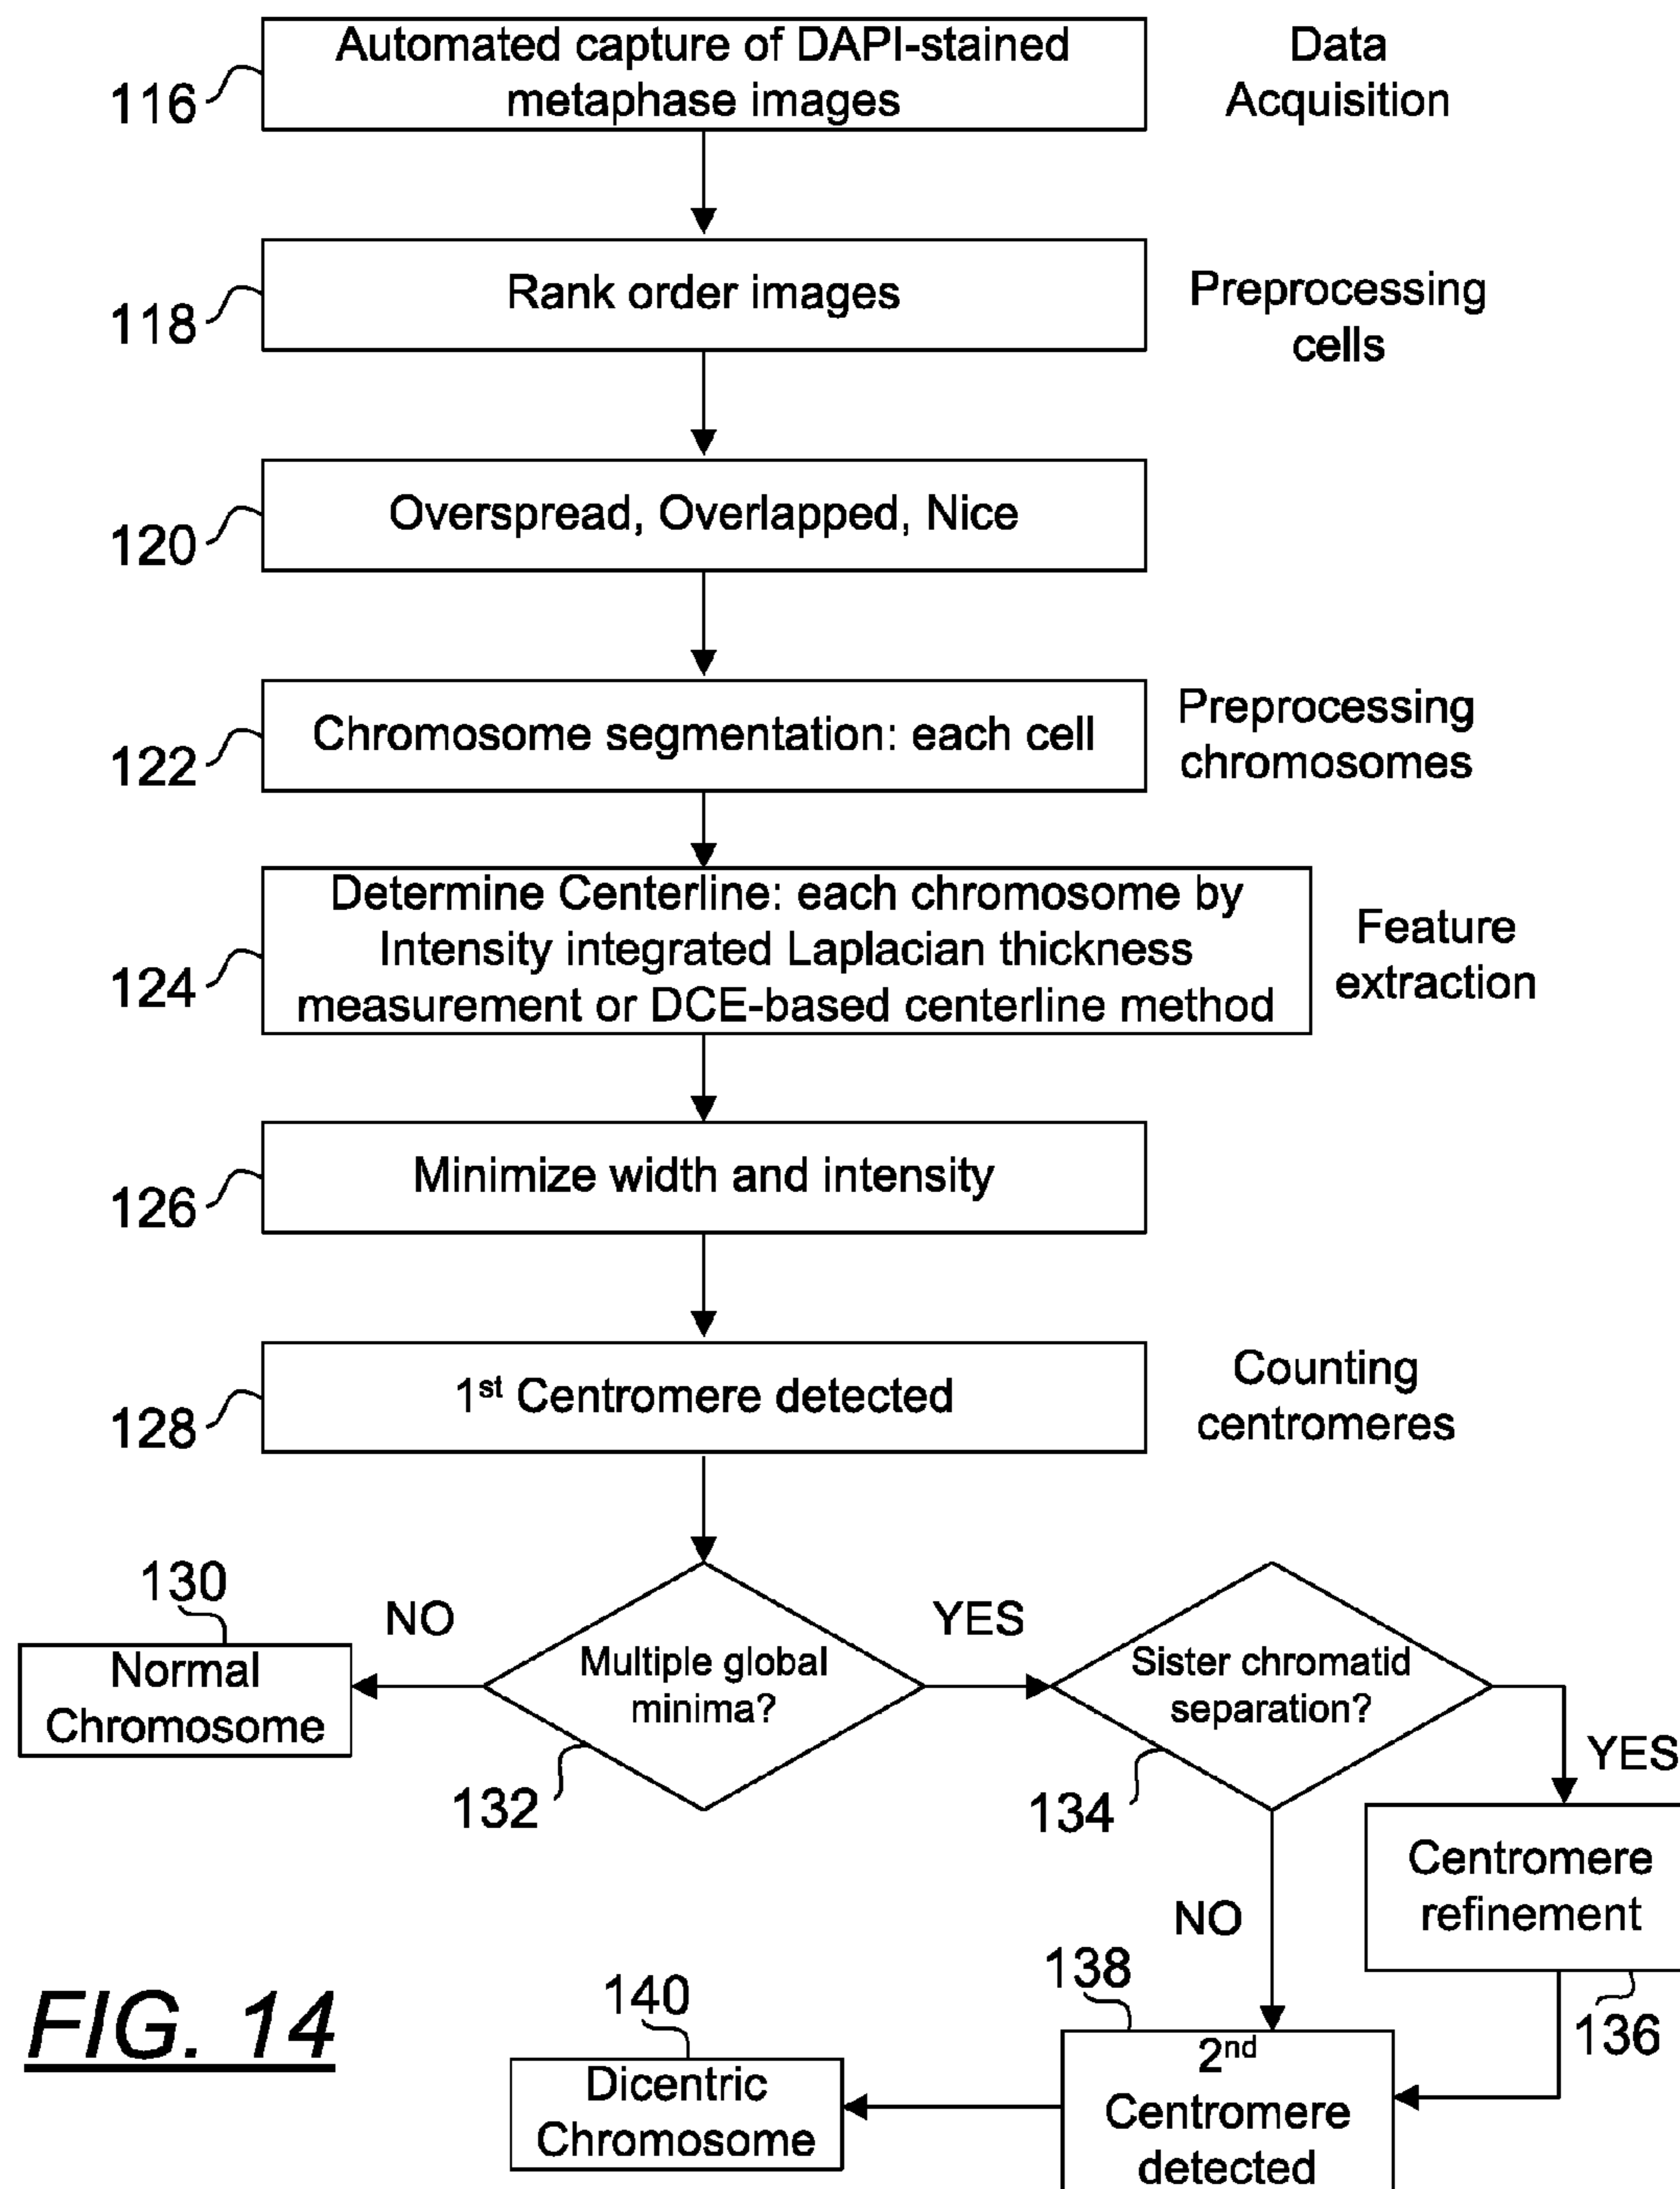 Automated capture of DAPI-stained
metaphase images
116
Data
Acquisition
Rank order images
118
Preprocessing
cells
Overspread, Overlapped, Nice
120
Chromosome segmentation: each cell
122
Preprocessing
chromosomes
Determine Centerline: each chromosome by
Intensity integrated Laplacian thickness
measurement or DCE-based centerline method
124
Feature
extraction
Minimize width and intensity
126
1st Centromere detected
128
Counting
centromeres
130
NO
YES
Normal
Chromosome
Multiple global
minima?
Sister chromatid
separation?
YES
132
134
Centromere
refinement
NO
136
138
140
2nd
Centromere
detected
Dicentric
Chromosome
FIG. 14